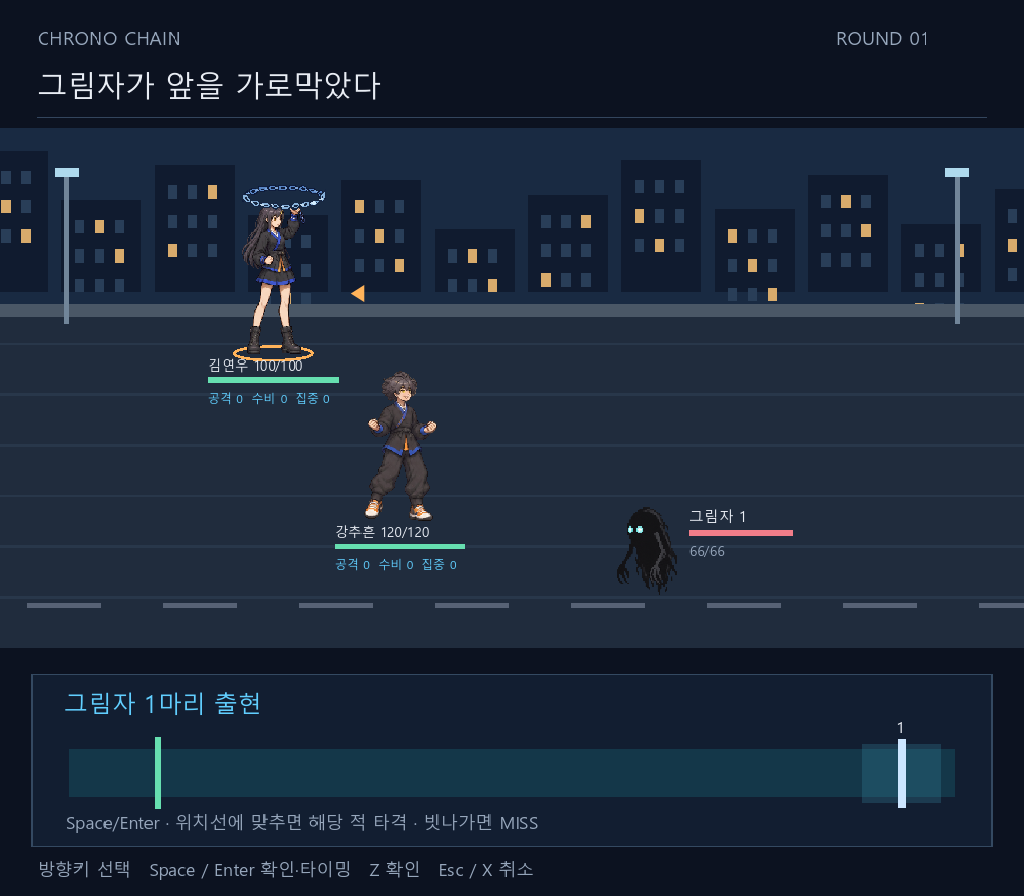 CHRONO CHAIN
ROUND 01
그림자가 앞을 가로막았다
김연우 100/100
공격 0 수비 0 집중 0
강추흔 120/120
공격 0 수비 0 집중 0
그림자 1
66/66
그림자 1마리 출현
1
Space/Enter · 위치선에 맞추면 해당 적 타격 · 빗나가면 MISS
방향키 선택 Space / Enter 확인·타이밍 Z 확인 Esc / X 취소